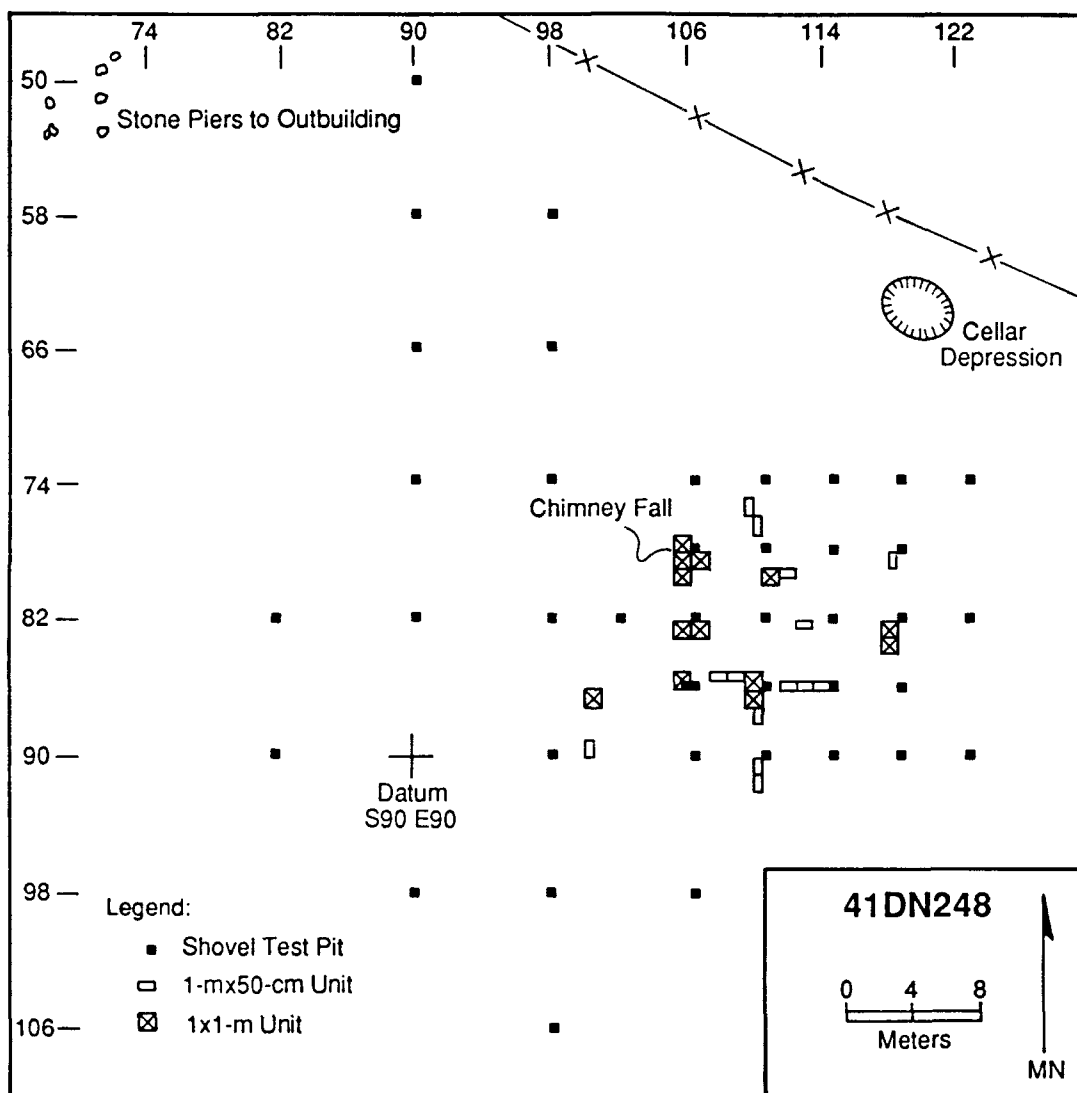 74 82 90 98 106 114 122
50
Stone Piers to Outbuilding
58
66
Cellar
Depression
74
Chimney Fall
82
90
Datum
S90 E90
98
Legend:
Shovel Test Pit
1-mx50-cm Unit
1x1-m Unit
106
41DN248
0 4 8
Meters
MN